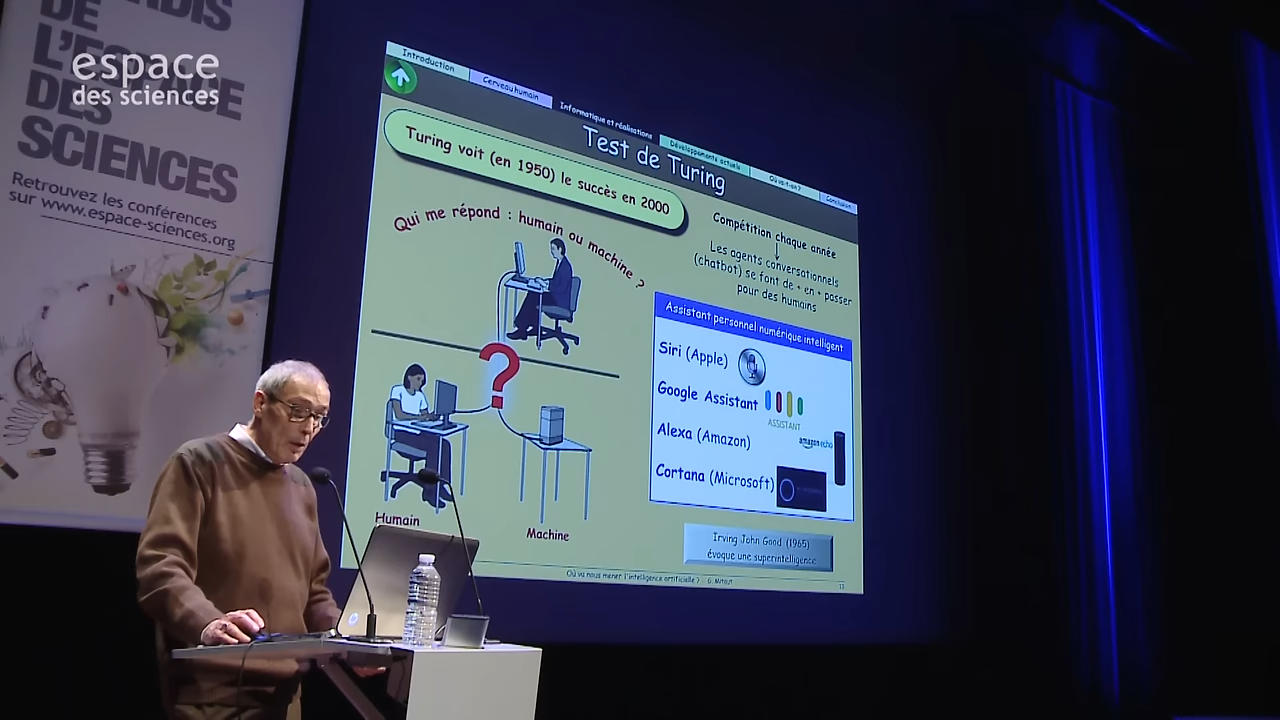 RDIS
DE
L'ESPACE
DES
SCIENCES
Retrouvez les conférences
sur www.espace-sciences.org
espace
des sciences
Introduction
Cerveau humain
Informatique et réalisations
Développements actuels
Où va-t-on ?
Conclusion
Test de Turing
Turing voit (en 1950) le succès en 2000
Qui me répond : humain ou machine ?
?
Humain
Machine
Compétition chaque année
Les agents conversationnels
(chatbot) se font de + en + passer
pour des humains
Assistant personnel numérique intelligent
Siri (Apple)
Google Assistant
ASSISTANT
Alexa (Amazon)
amazon echo
Cortana (Microsoft)
Irving John Good (1965)
évoque une superintelligence
Où va nous mener l'intelligence artificielle ? G. Mitaut